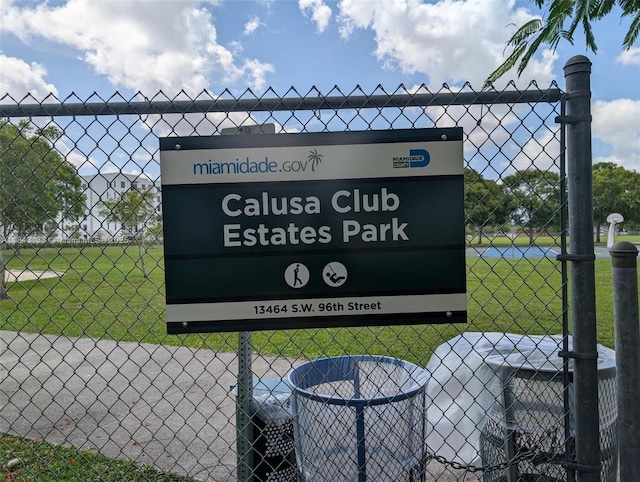 miamidade.gov
MIAMI-DADE
COUNTY
Calusa Club
Estates Park
13464 S.W. 96th Street